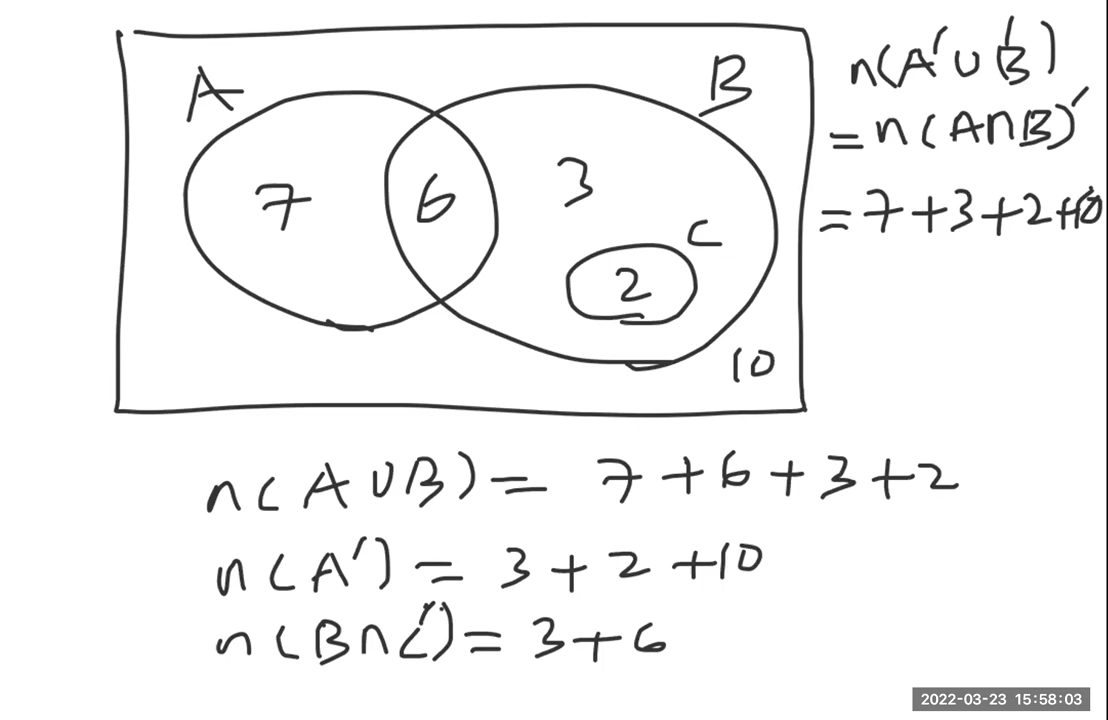 A
B
7
6
3
C
2
10
n(A'∪B')
=n(A∩B)'
=7+3+2+10
n(A∪B)= 7+6+3+2
n(A')= 3+2+10
n(B∩C')= 3+6
2022-03-23 15:58:03